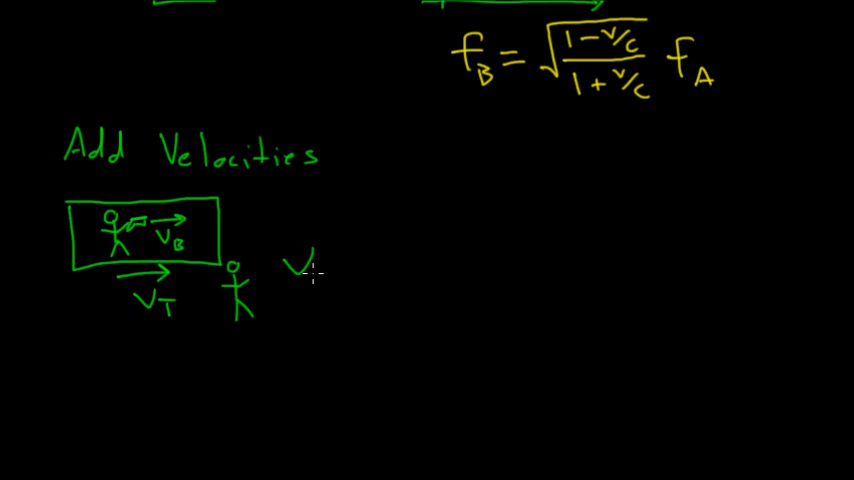 f_B = √((1 - v/c)/(1 + v/c)) f_A
Add Velocities
V_B
V_T
V